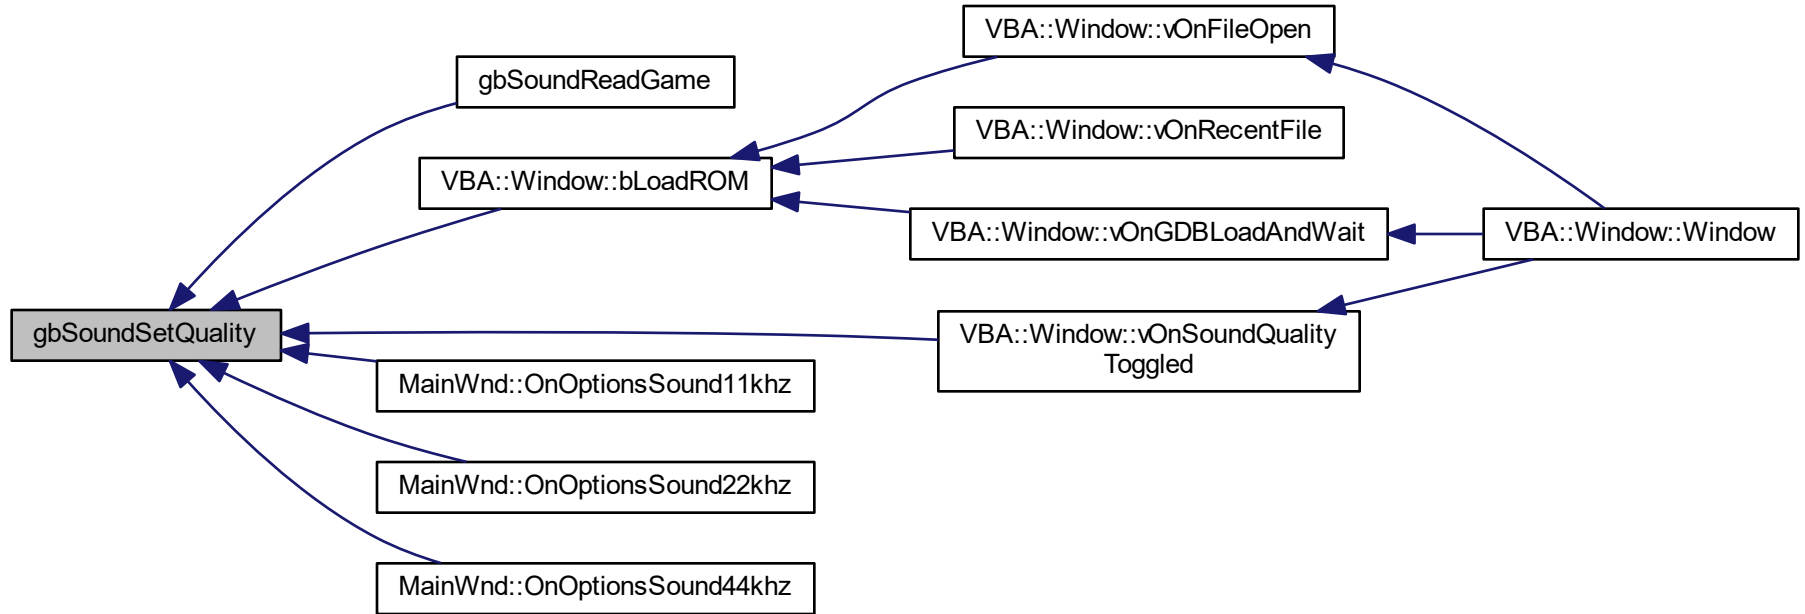 VBA::Window::vOnFileOpen
gbSoundReadGame
VBA::Window::vOnRecentFile
VBA::Window::bLoadROM
VBA::Window::vOnGDBLoadAndWait
VBA::Window::Window
gbSoundSetQuality
VBA::Window::vOnSoundQuality
Toggled
MainWnd::OnOptionsSound11khz
MainWnd::OnOptionsSound22khz
MainWnd::OnOptionsSound44khz